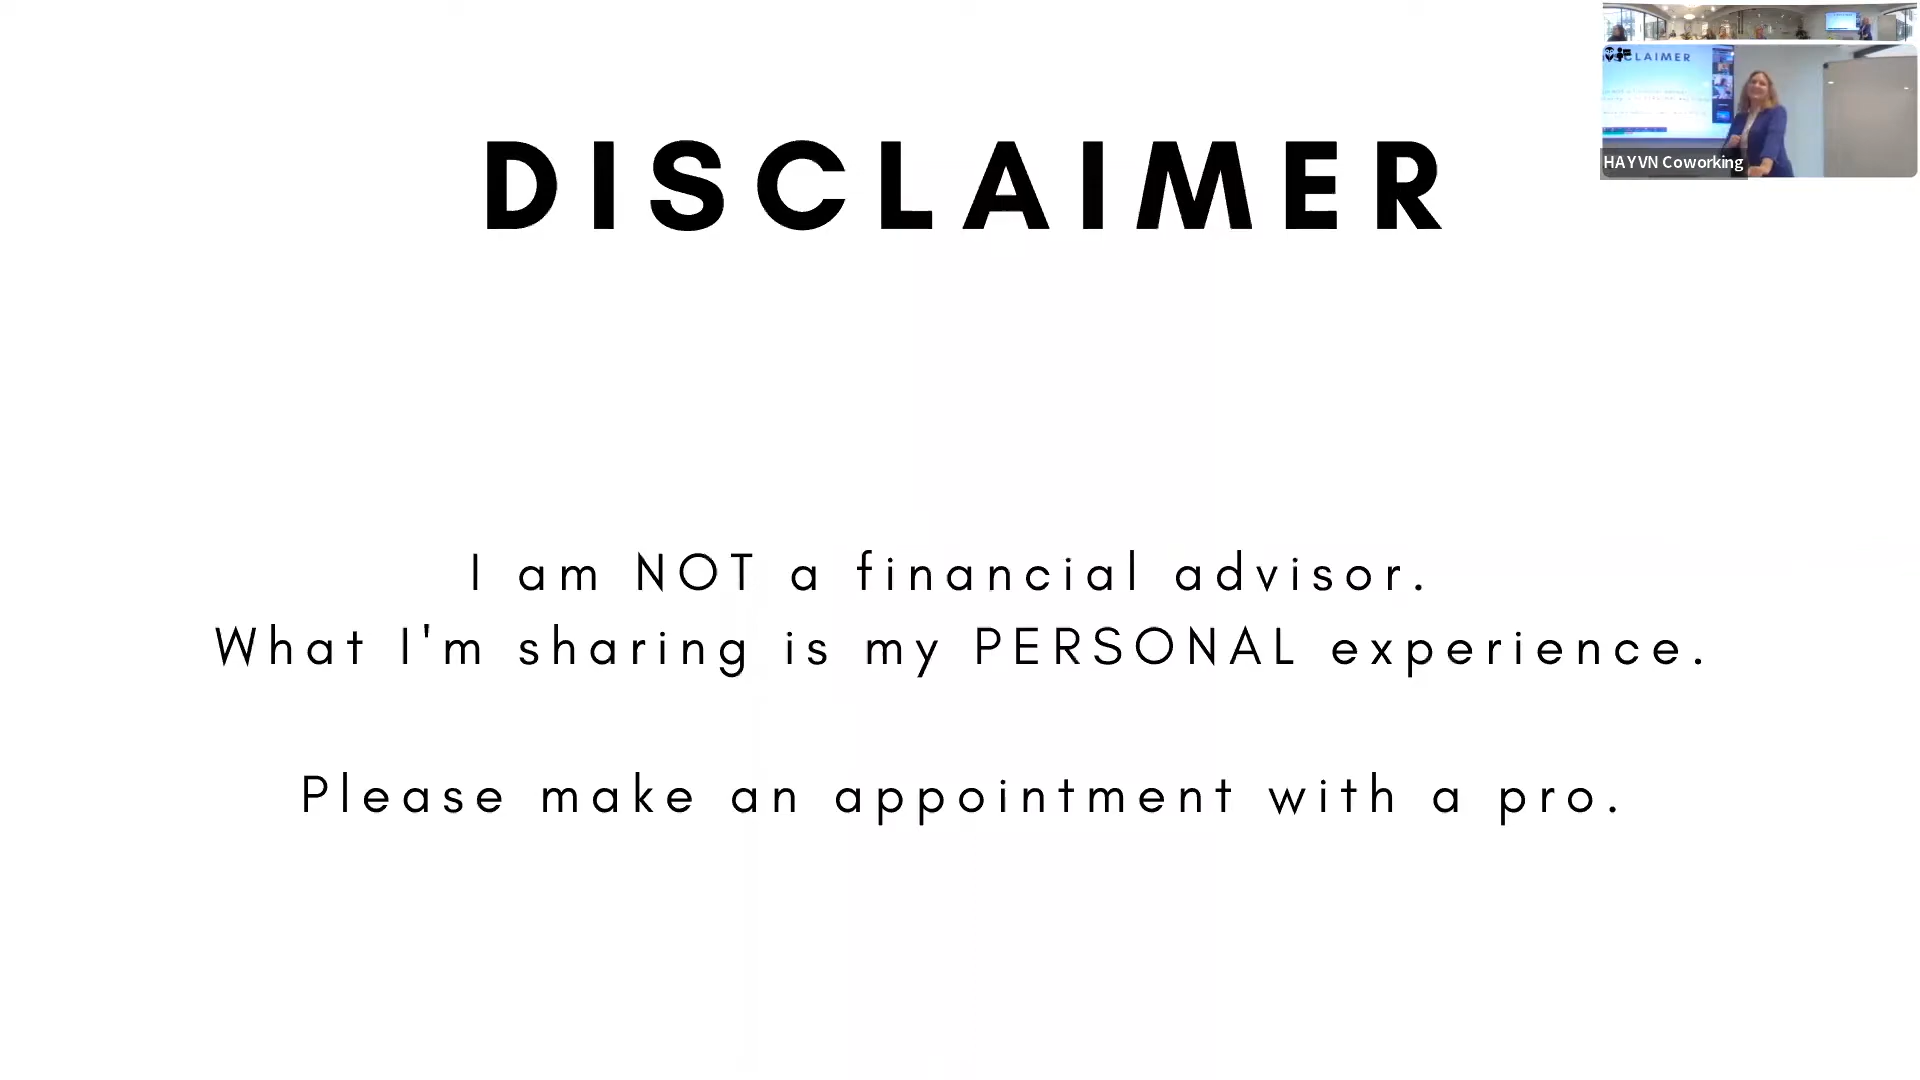 DISCLAIMER
CLAIMER
HAYVN Coworking
I am NOT a financial advisor.
What I'm sharing is my PERSONAL experience.
Please make an appointment with a pro.